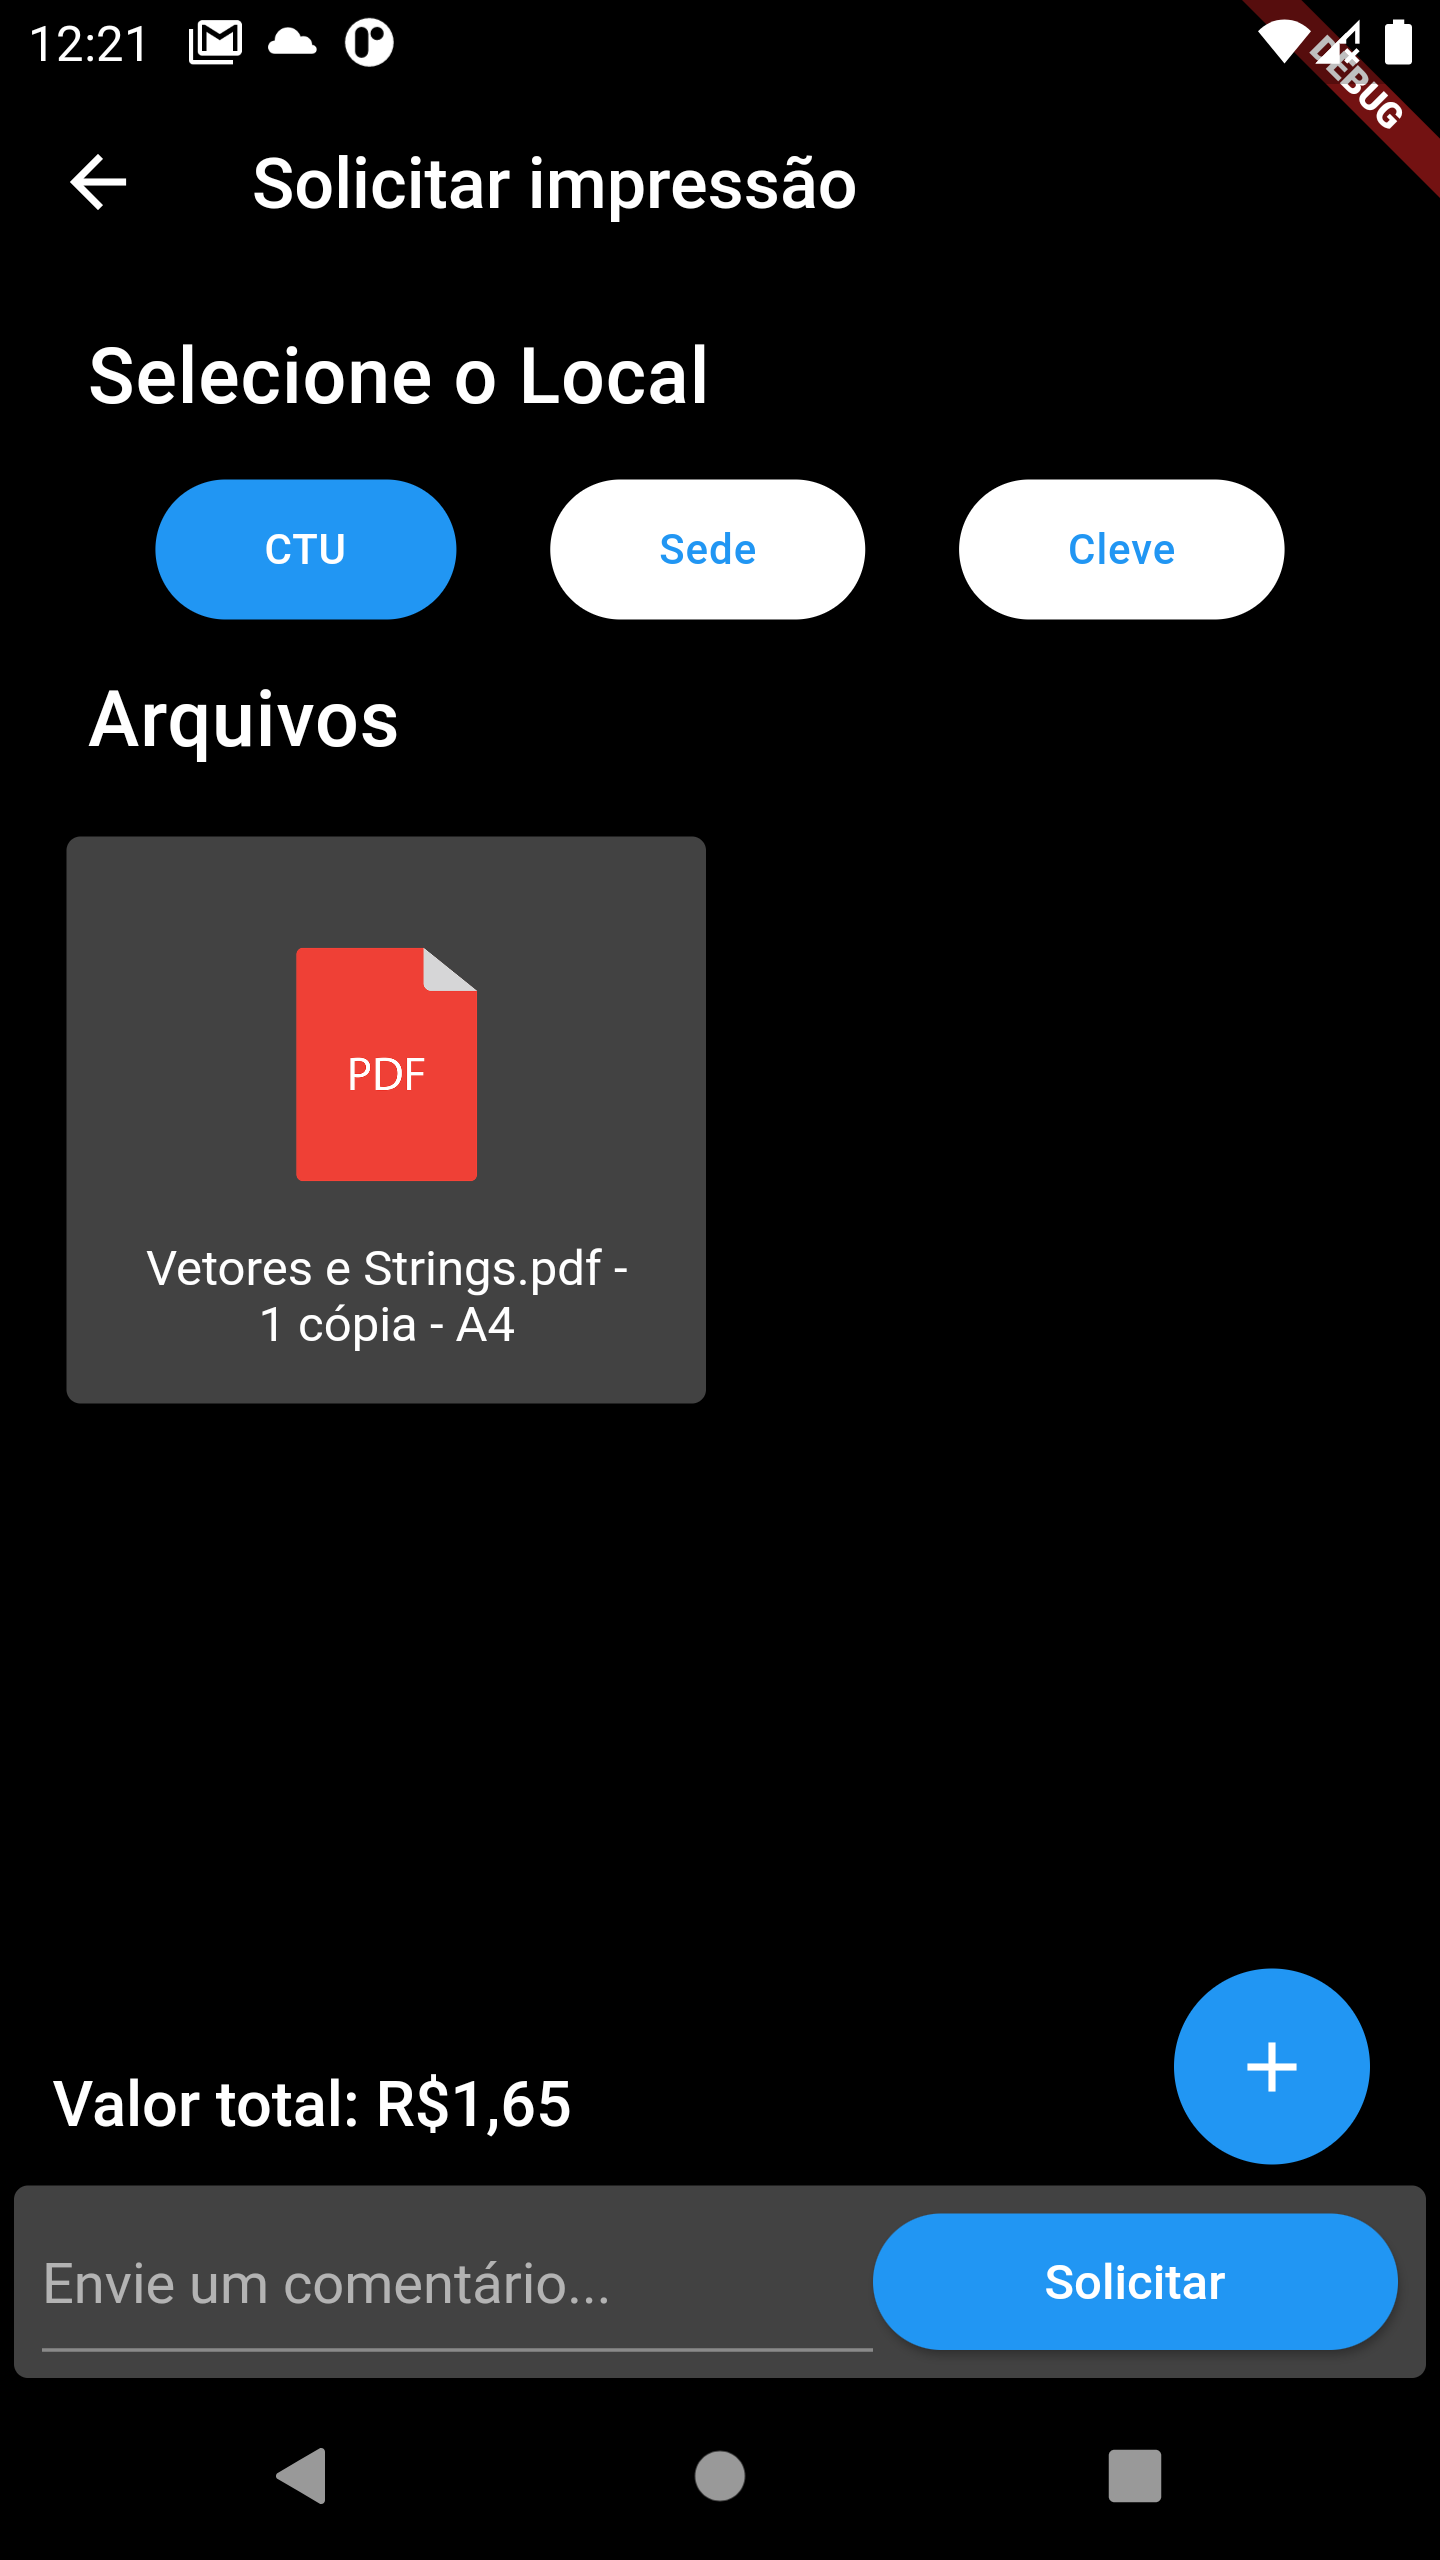 12:21
DEBUG
Solicitar impressão
Selecione o Local
CTU Sede Cleve
Arquivos
PDF
Vetores e Strings.pdf -
1 cópia - A4
Valor total: R$1,65
Envie um comentário...
Solicitar